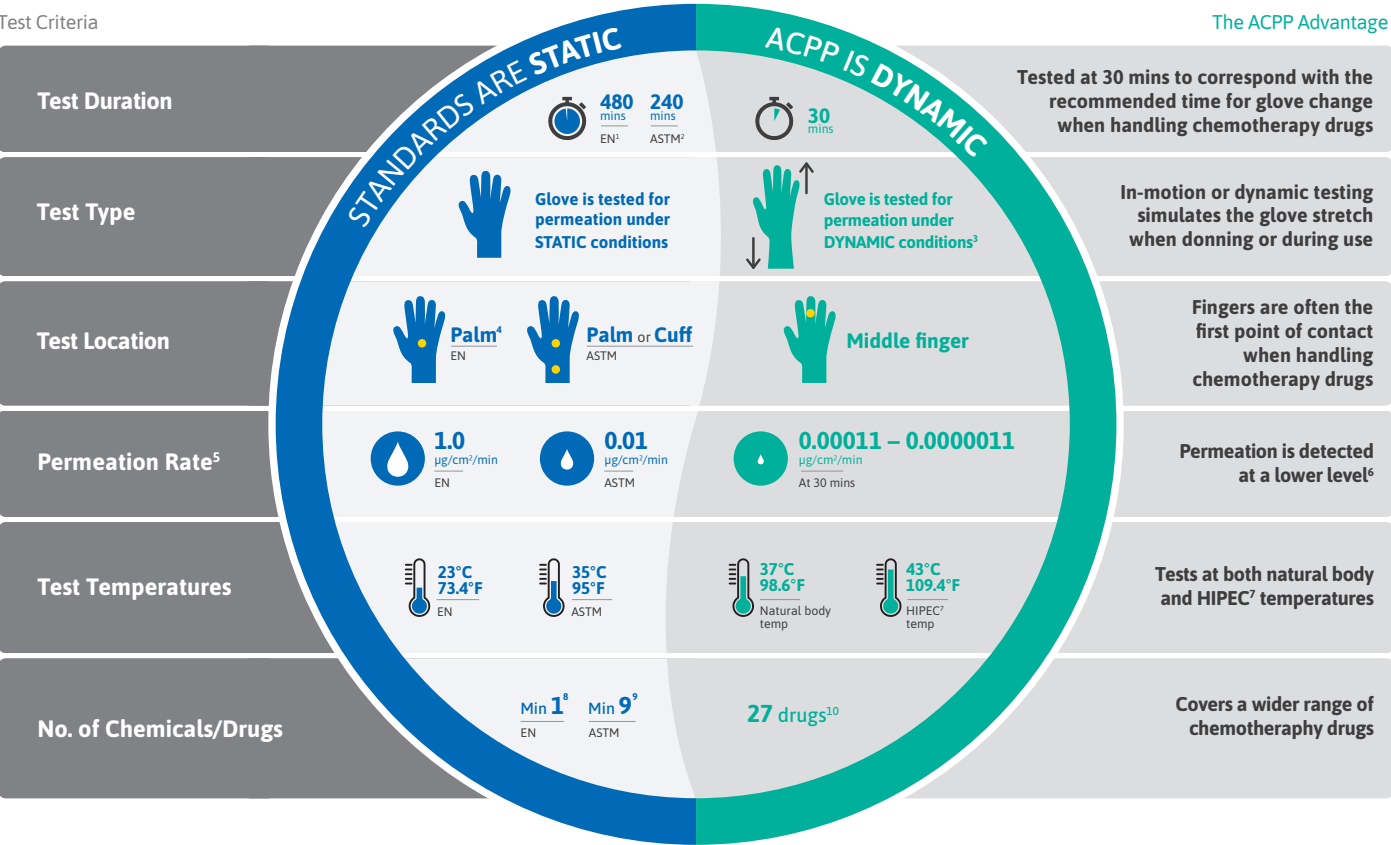 Test Criteria
The ACPP Advantage
STANDARDS ARE STATIC
ACPP IS DYNAMIC
Test Duration
480
mins
EN¹
240
mins
ASTM²
30
mins
Tested at 30 mins to correspond with the
recommended time for glove change
when handling chemotherapy drugs
Test Type
Glove is tested for
permeation under
STATIC conditions
Glove is tested for
permeation under
DYNAMIC conditions³
In-motion or dynamic testing
simulates the glove stretch
when donning or during use
Test Location
Palm⁴
EN
Palm or Cuff
ASTM
Middle finger
Fingers are often the
first point of contact
when handling
chemotherapy drugs
Permeation Rate⁵
1.0
µg/cm²/min
EN
0.01
µg/cm²/min
ASTM
0.00011 – 0.0000011
µg/cm²/min
At 30 mins
Permeation is detected
at a lower level⁶
Test Temperatures
23°C
73.4°F
EN
35°C
95°F
ASTM
37°C
98.6°F
Natural body
temp
43°C
109.4°F
HIPEC⁷
temp
Tests at both natural body
and HIPEC⁷ temperatures
No. of Chemicals/Drugs
Min 1⁸
EN
Min 9⁹
ASTM
27 drugs¹⁰
Covers a wider range of
chemotheraphy drugs